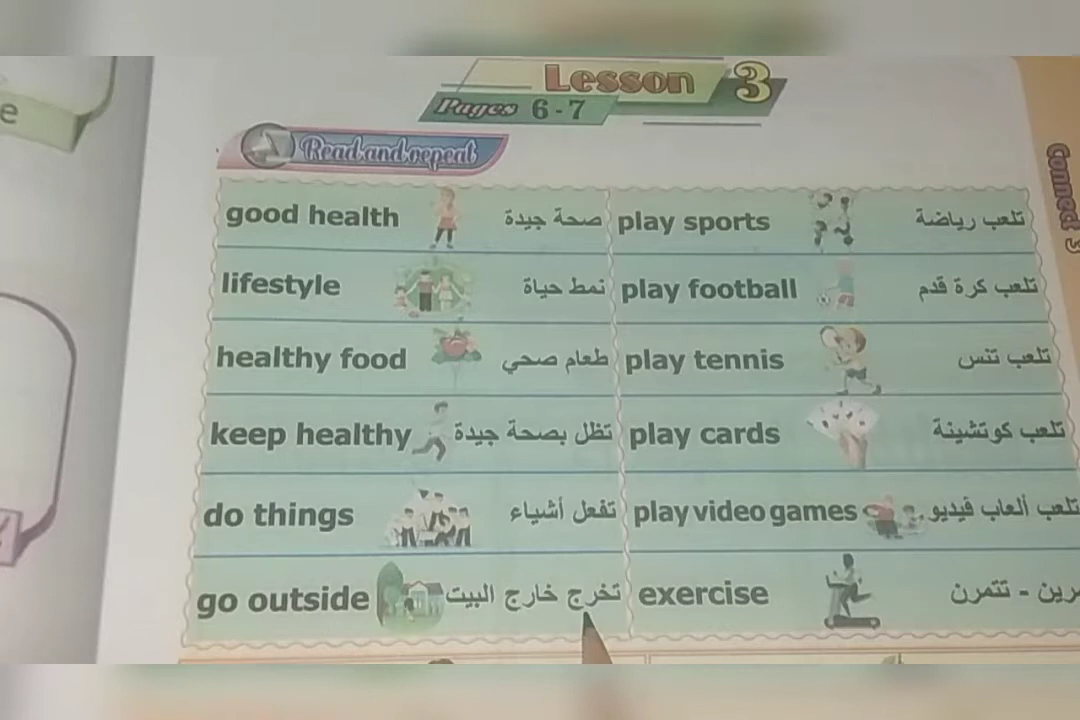 e
Lesson 3
Pages 6 - 7
Read and repeat
Connect 3
good health صحة جيدة play sports تلعب رياضة
lifestyle نمط حياة play football تلعب كرة قدم
healthy food طعام صحي play tennis تلعب تنس
keep healthy تظل بصحة جيدة play cards تلعب كوتشينة
do things تفعل أشياء play video games تلعب ألعاب فيديو
go outside تخرج خارج البيت exercise - تتمرن